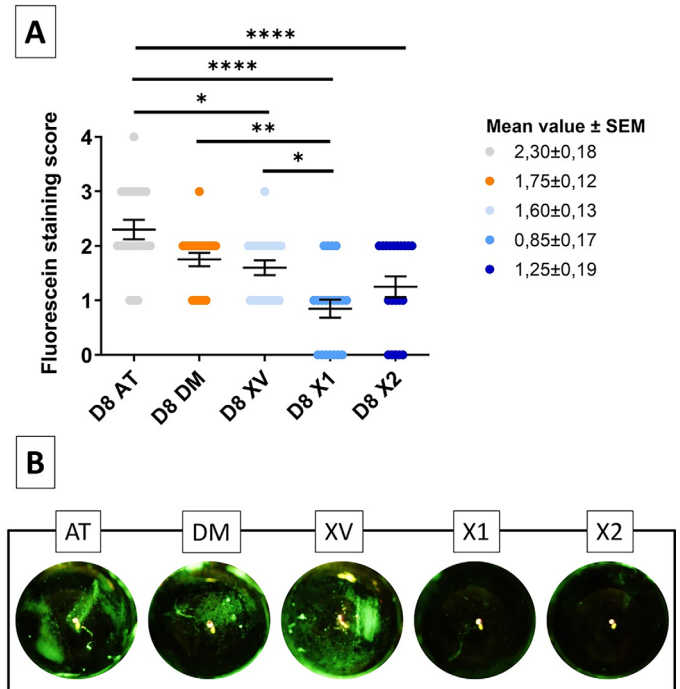 A
****
****
*
**
*
Fluorescein staining score
4
3
2
1
0
D8 AT
D8 DM
D8 XV
D8 X1
D8 X2
Mean value ± SEM
2,30±0,18
1,75±0,12
1,60±0,13
0,85±0,17
1,25±0,19
B
AT DM XV X1 X2